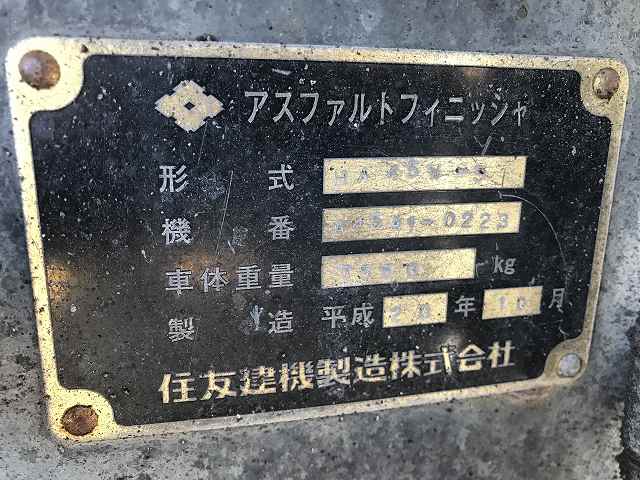 アスファルトフィニッシャ
形式
機番 0223
車体重量 kg
製造 平成 年 月
住友建機製造株式会社